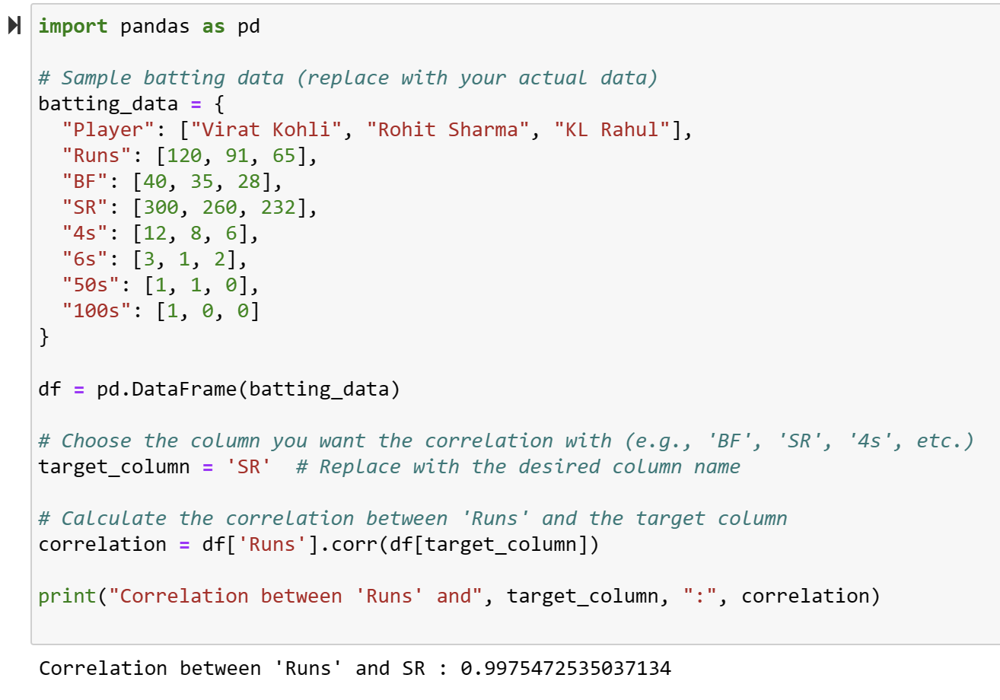 import pandas as pd
# Sample batting data (replace with your actual data)
batting_data = {
  "Player": ["Virat Kohli", "Rohit Sharma", "KL Rahul"],
  "Runs": [120, 91, 65],
  "BF": [40, 35, 28],
  "SR": [300, 260, 232],
  "4s": [12, 8, 6],
  "6s": [3, 1, 2],
  "50s": [1, 1, 0],
  "100s": [1, 0, 0]
}
df = pd.DataFrame(batting_data)
# Choose the column you want the correlation with (e.g., 'BF', 'SR', '4s', etc.)
target_column = 'SR'  # Replace with the desired column name
# Calculate the correlation between 'Runs' and the target column
correlation = df['Runs'].corr(df[target_column])
print("Correlation between 'Runs' and", target_column, ":", correlation)
Correlation between 'Runs' and SR : 0.9975472535037134